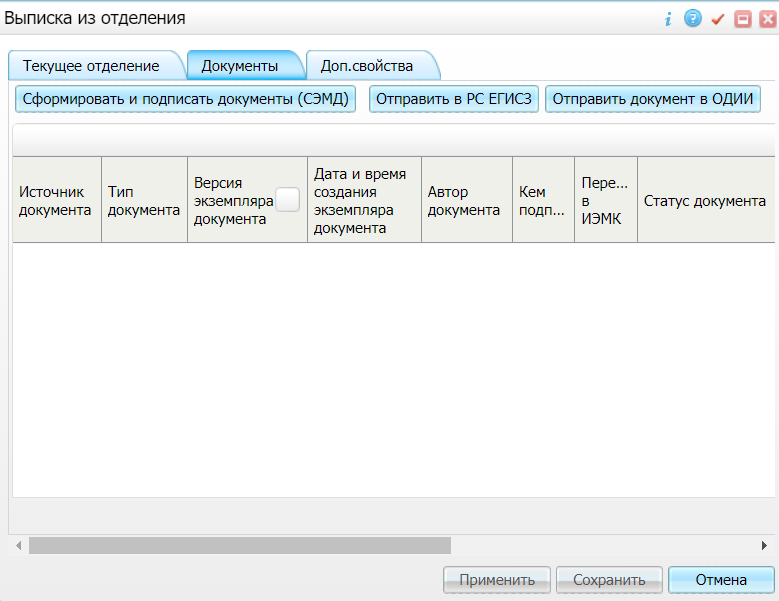 Выписка из отделения
Текущее отделение Документы Доп.свойства
Сформировать и подписать документы (СЭМД) Отправить в РС ЕГИСЗ Отправить документ в ОДИИ
Источник
документа
Тип
документа
Версия
экземпляра
документа
Дата и время
создания
экземпляра
документа
Автор
документа
Кем
подп...
Пере...
в
ИЭМК
Статус документа
Применить Сохранить Отмена